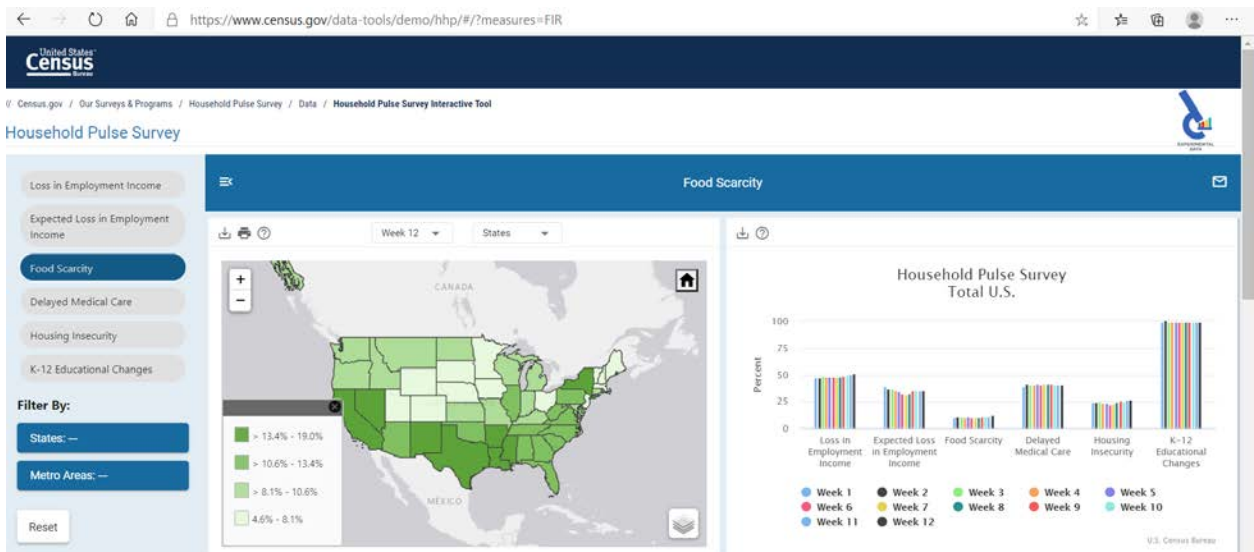 https://www.census.gov/data-tools/demo/hhp/#/?measures=FIR
United States®
Census
Bureau
// Census.gov / Our Surveys & Programs / Household Pulse Survey / Data / Household Pulse Survey Interactive Tool
EXPERIMENTAL
DATA
Household Pulse Survey
Loss in Employment Income
Expected Loss in Employment
Income
Food Scarcity
Delayed Medical Care
Housing Insecurity
K-12 Educational Changes
Filter By:
States: —
Metro Areas: —
Reset
Food Scarcity
Week 12
States
+
−
CANADA
MÉXICO
> 13.4% - 19.0%
> 10.6% - 13.4%
> 8.1% - 10.6%
4.6% - 8.1%
Household Pulse Survey
Total U.S.
Percent
100
75
50
25
0
Loss in
Employment
Income
Expected Loss
in Employment
Income
Food Scarcity
Delayed
Medical Care
Housing
Insecurity
K-12
Educational
Changes
Week 1
Week 2
Week 3
Week 4
Week 5
Week 6
Week 7
Week 8
Week 9
Week 10
Week 11
Week 12
U.S. Census Bureau